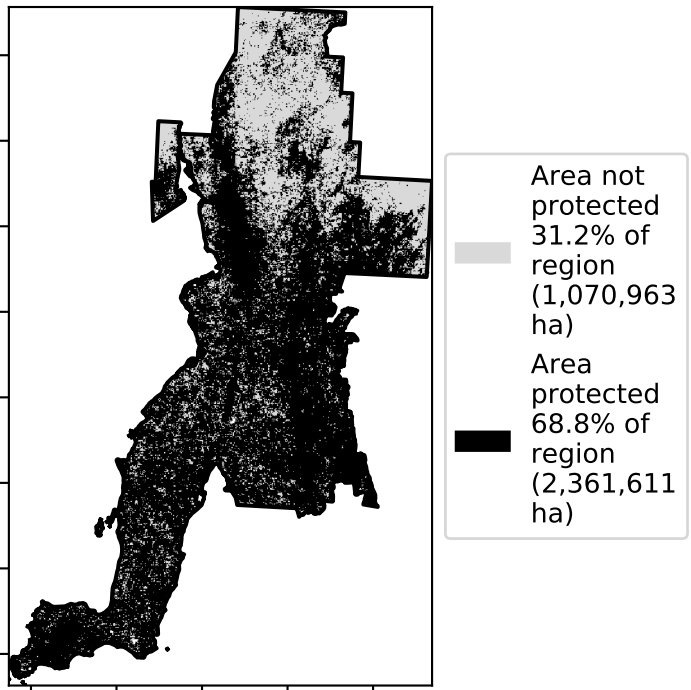 Area not
protected
31.2% of
region
(1,070,963
ha)
Area
protected
68.8% of
region
(2,361,611
ha)